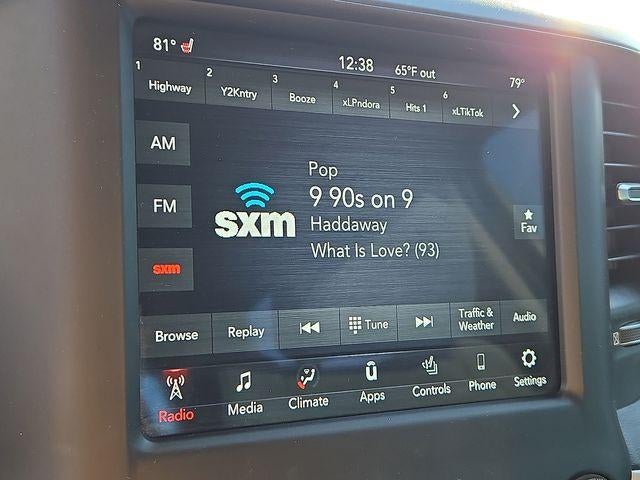 81°
12:38
65°F out
79°
1 Highway
2 Y2Kntry
3 Booze
4 xLPndora
5 Hits 1
6 xLTikTok
AM
FM
sxm
sxm
Pop
9 90s on 9
Haddaway
What Is Love? (93)
Fav
Browse
Replay
Tune
Traffic &
Weather
Audio
Radio
Media
Climate
Apps
Controls
Phone
Settings